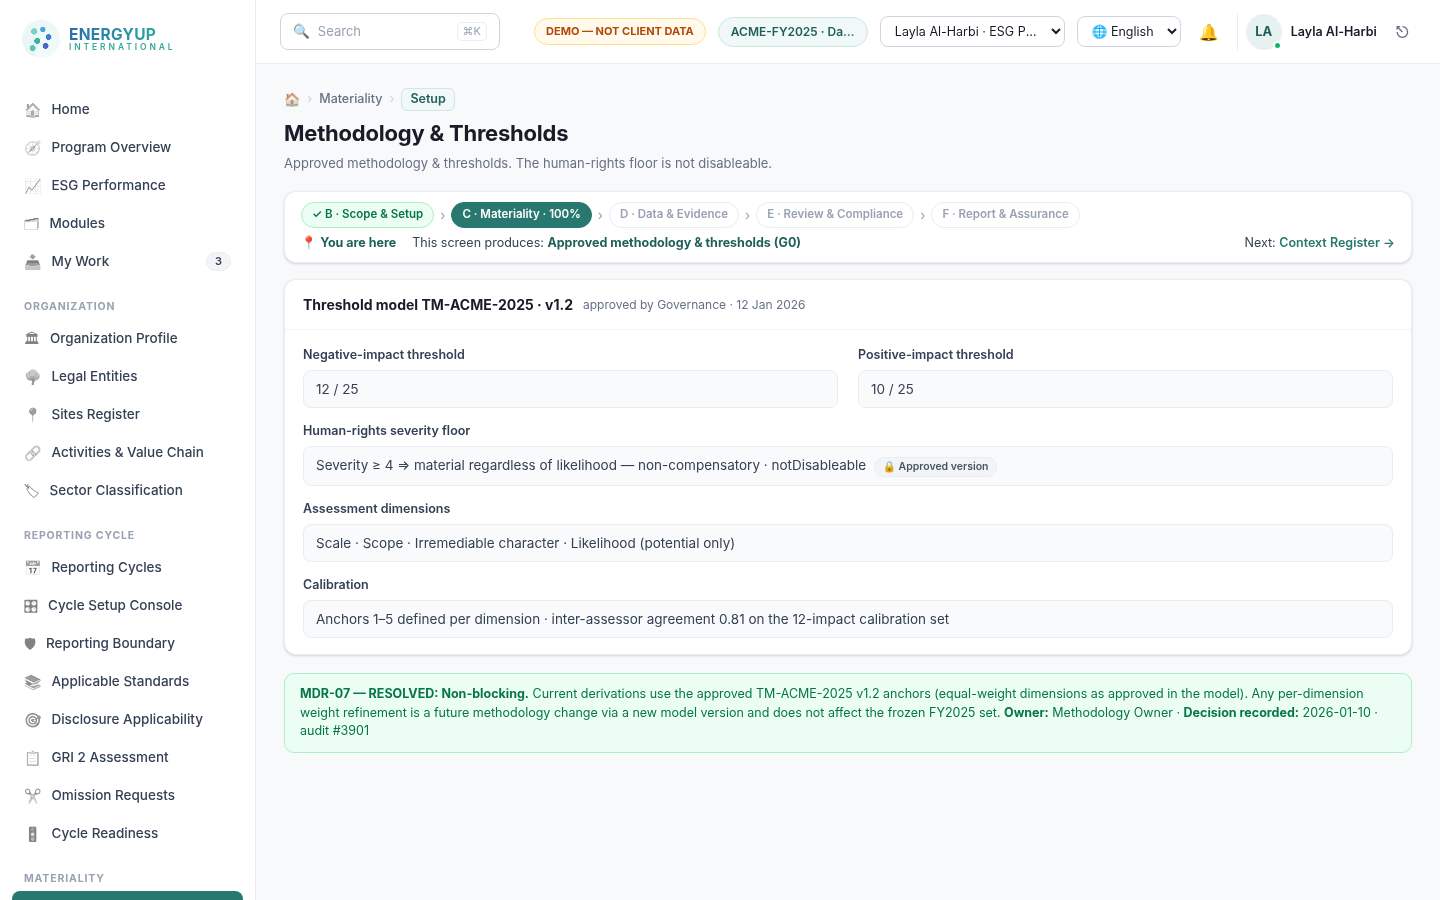 ENERGYUP
INTERNATIONAL
Search
⌘K
DEMO — NOT CLIENT DATA
ACME-FY2025 · Da...
Layla Al-Harbi · ESG P...
English
LA
Layla Al-Harbi
Home
Program Overview
ESG Performance
Modules
My Work
3
ORGANIZATION
Organization Profile
Legal Entities
Sites Register
Activities & Value Chain
Sector Classification
REPORTING CYCLE
Reporting Cycles
Cycle Setup Console
Reporting Boundary
Applicable Standards
Disclosure Applicability
GRI 2 Assessment
Omission Requests
Cycle Readiness
MATERIALITY
› Materiality › Setup
Methodology & Thresholds
Approved methodology & thresholds. The human-rights floor is not disableable.
✓ B · Scope & Setup › C · Materiality · 100% › D · Data & Evidence › E · Review & Compliance › F · Report & Assurance
You are here This screen produces: Approved methodology & thresholds (G0)
Next: Context Register →
Threshold model TM-ACME-2025 · v1.2 approved by Governance · 12 Jan 2026
Negative-impact threshold
12 / 25
Positive-impact threshold
10 / 25
Human-rights severity floor
Severity ≥ 4 ⇒ material regardless of likelihood — non-compensatory · notDisableable 🔒 Approved version
Assessment dimensions
Scale · Scope · Irremediable character · Likelihood (potential only)
Calibration
Anchors 1–5 defined per dimension · inter-assessor agreement 0.81 on the 12-impact calibration set
MDR-07 — RESOLVED: Non-blocking. Current derivations use the approved TM-ACME-2025 v1.2 anchors (equal-weight dimensions as approved in the model). Any per-dimension
weight refinement is a future methodology change via a new model version and does not affect the frozen FY2025 set. Owner: Methodology Owner · Decision recorded: 2026-01-10 ·
audit #3901